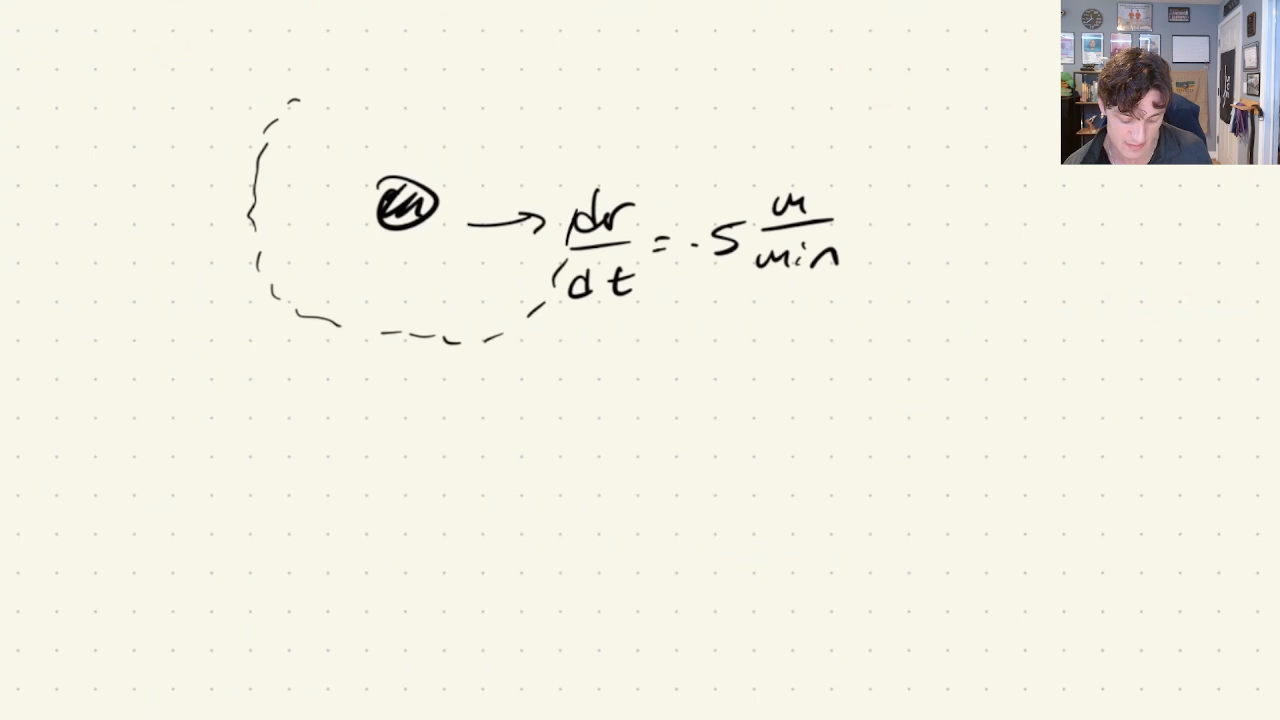 → dr/dt = .5 m/min